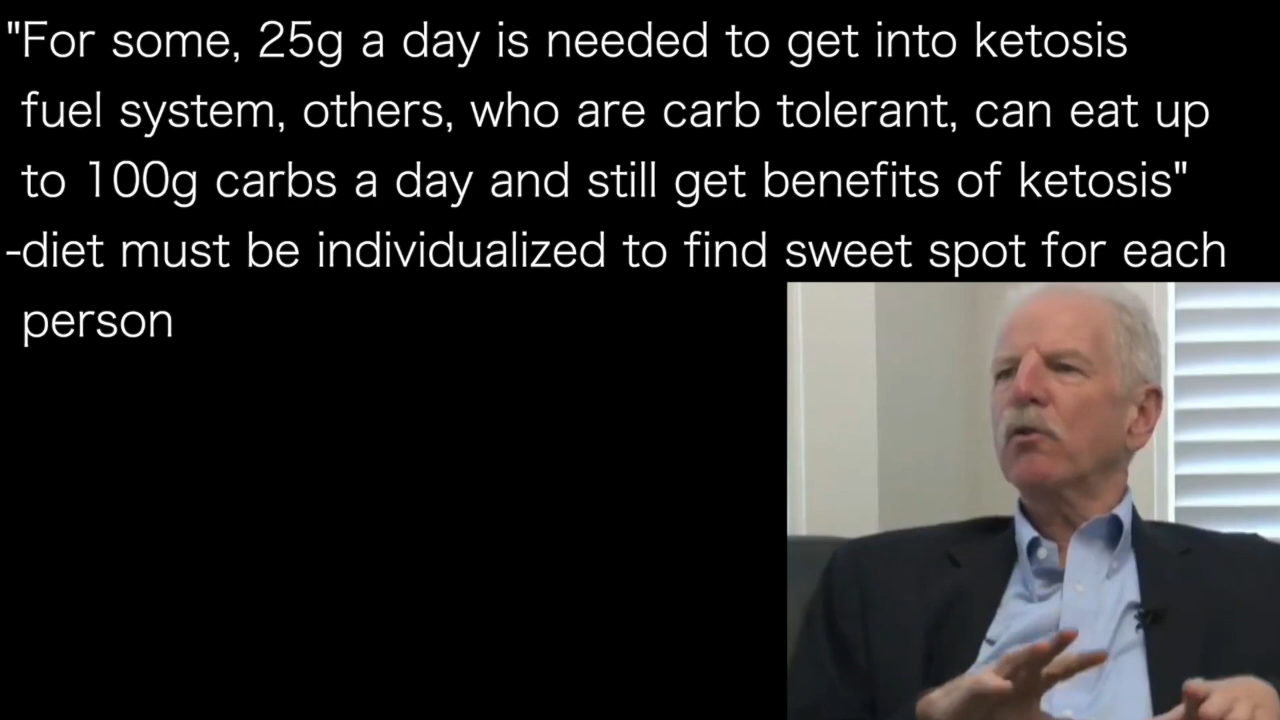 "For some, 25g a day is needed to get into ketosis
fuel system, others, who are carb tolerant, can eat up
to 100g carbs a day and still get benefits of ketosis"
-diet must be individualized to find sweet spot for each
person